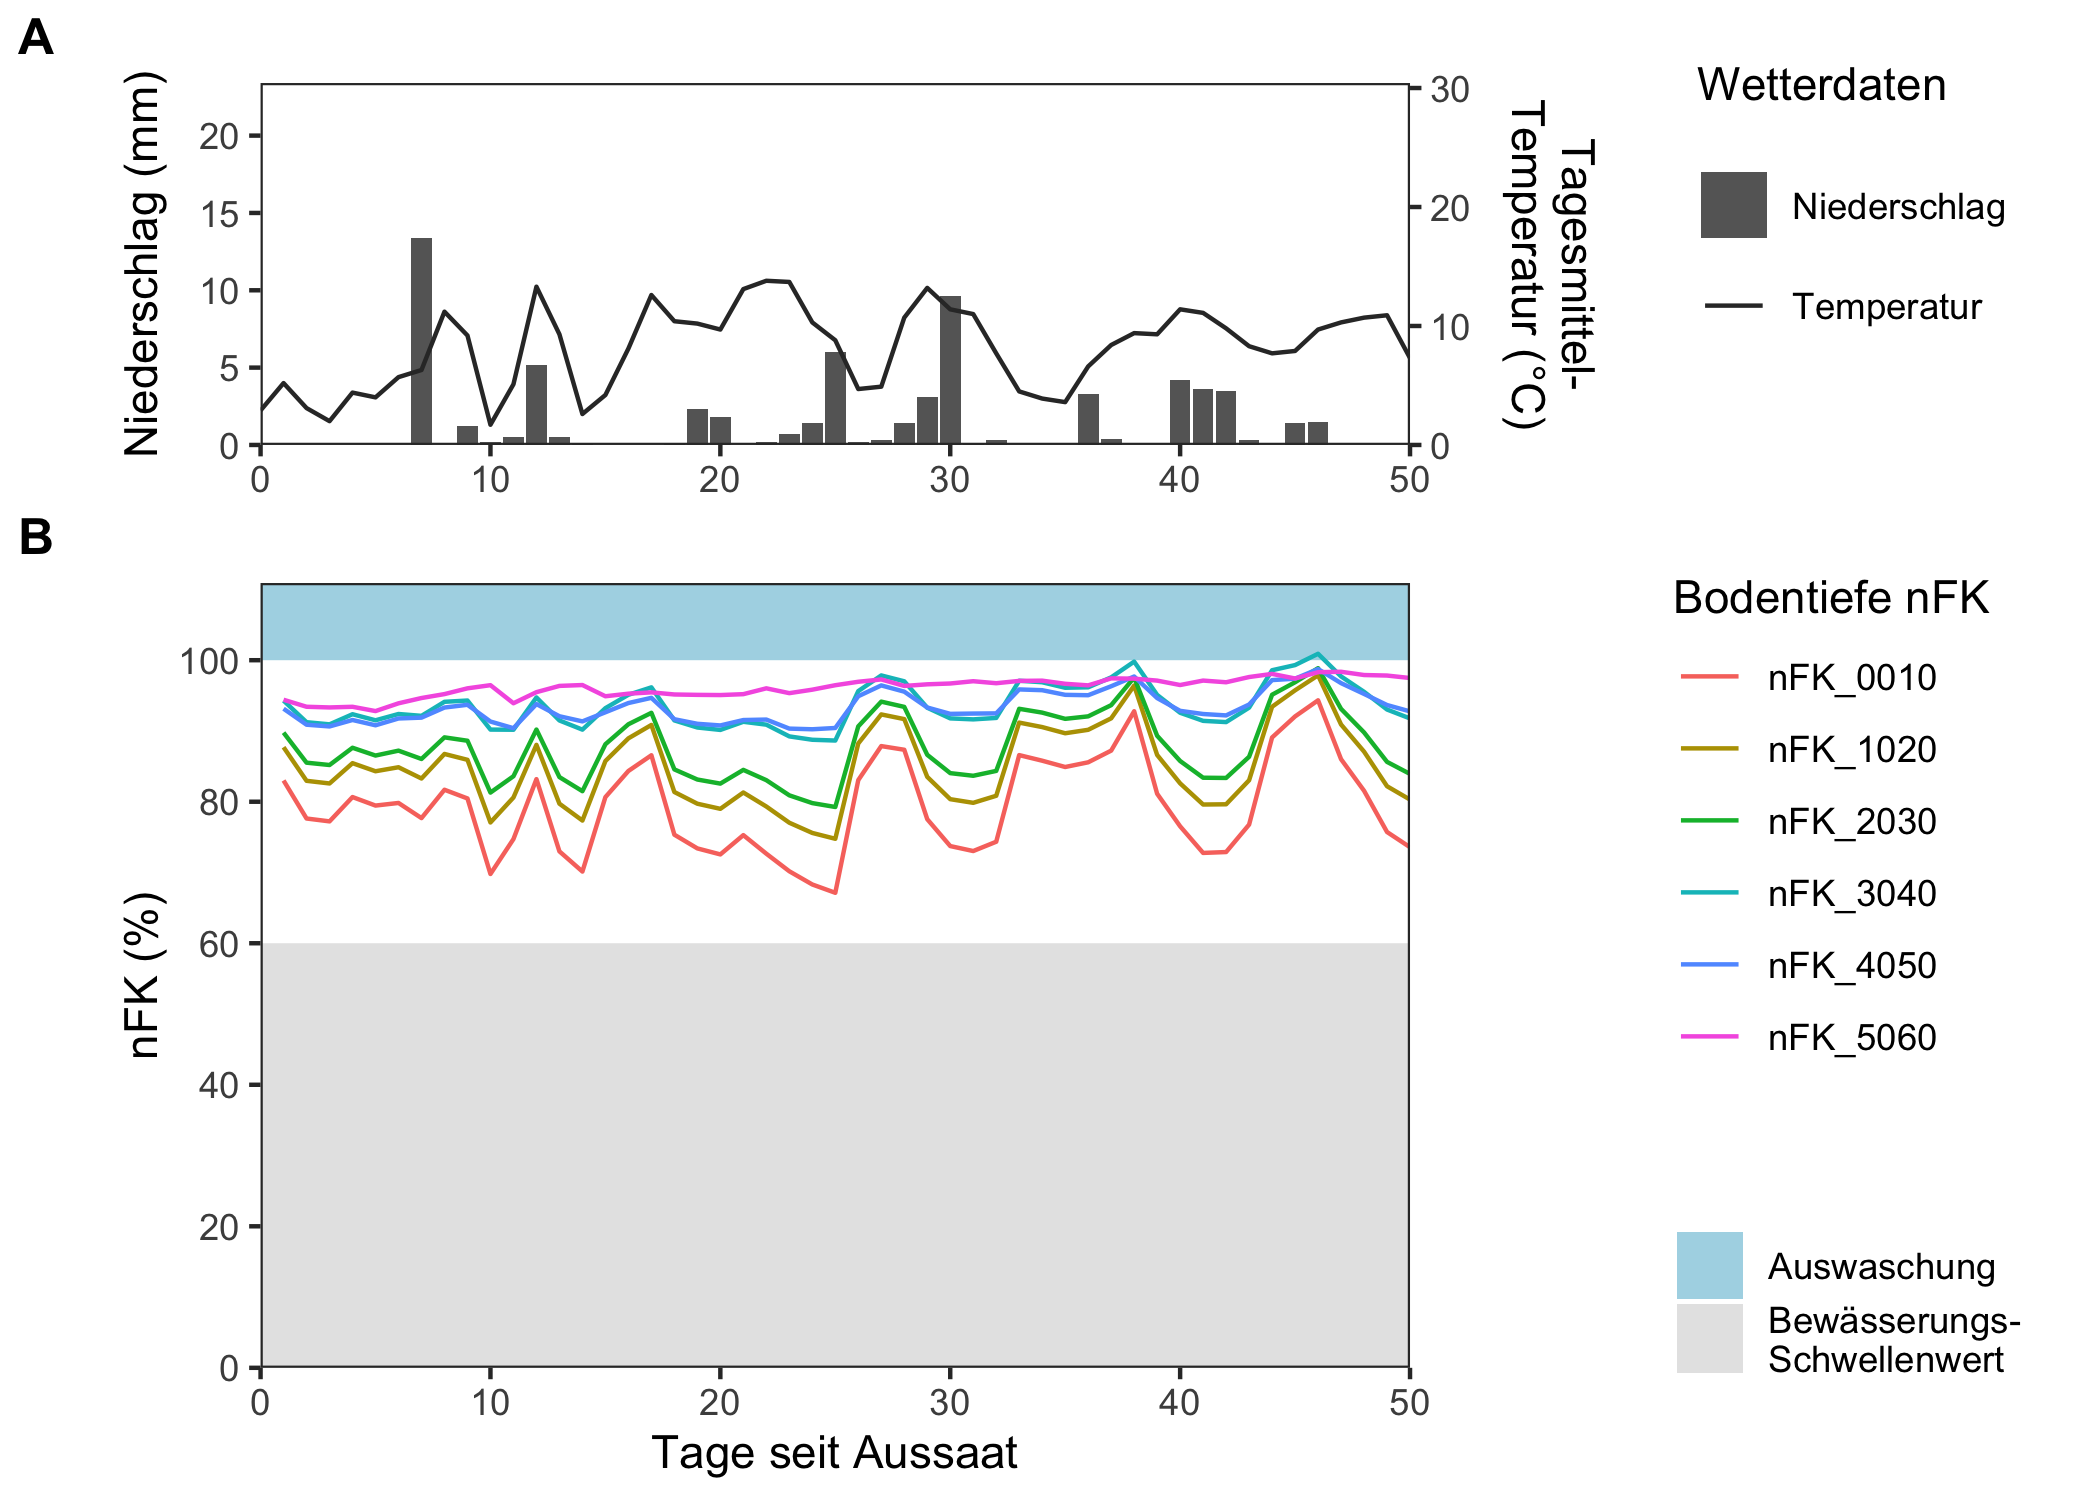 A
Niederschlag (mm)
20
15
10
5
0
30
20
10
0
Tagesmittel-
Temperatur (°C)
0 10 20 30 40 50
Wetterdaten
Niederschlag
Temperatur
B
nFK (%)
100
80
60
40
20
0
0 10 20 30 40 50
Tage seit Aussaat
Bodentiefe nFK
nFK_0010
nFK_1020
nFK_2030
nFK_3040
nFK_4050
nFK_5060
Auswaschung
Bewässerungs-
Schwellenwert